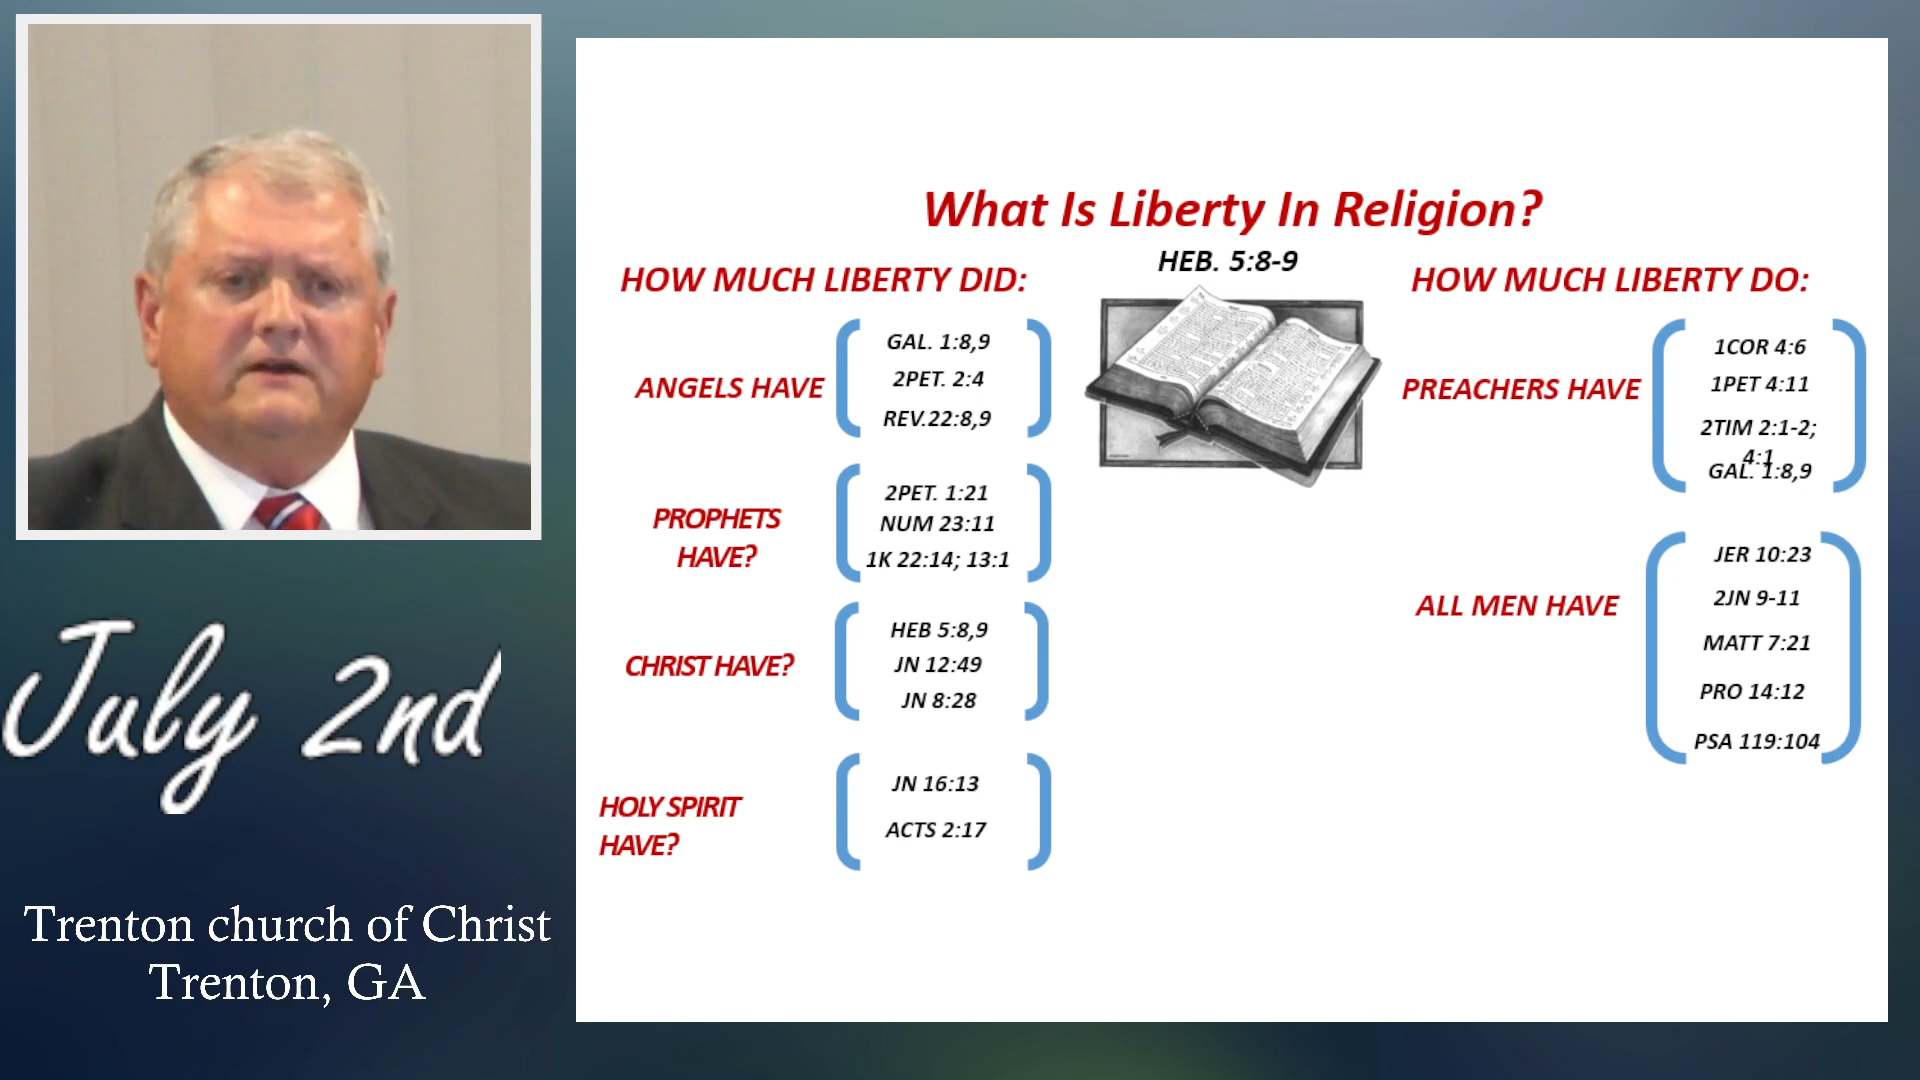 What Is Liberty In Religion?
HEB. 5:8-9
HOW MUCH LIBERTY DID:
ANGELS HAVE
GAL. 1:8,9
2PET. 2:4
REV.22:8,9
PROPHETS
HAVE?
2PET. 1:21
NUM 23:11
1K 22:14; 13:1
CHRIST HAVE?
HEB 5:8,9
JN 12:49
JN 8:28
HOLY SPIRIT
HAVE?
JN 16:13
ACTS 2:17
HOW MUCH LIBERTY DO:
PREACHERS HAVE
1COR 4:6
1PET 4:11
2TIM 2:1-2;
4:1
GAL. 1:8,9
ALL MEN HAVE
JER 10:23
2JN 9-11
MATT 7:21
PRO 14:12
PSA 119:104
July 2nd
Trenton church of Christ
Trenton, GA